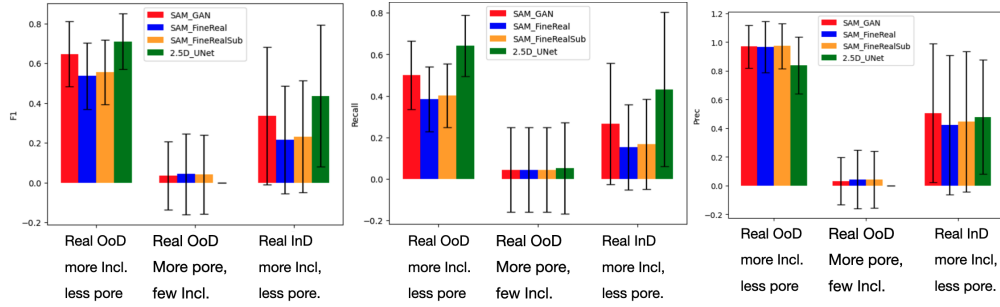 SAM_GAN
SAM_FineReal
SAM_FineRealSub
2.5D_UNet
F1
1.0
0.8
0.6
0.4
0.2
0.0
−0.2
Real OoD
more Incl.
less pore
Real OoD
More pore,
few Incl.
Real InD
more Incl,
less pore.
SAM_GAN
SAM_FineReal
SAM_FineRealSub
2.5D_UNet
Recall
0.8
0.6
0.4
0.2
0.0
−0.2
Real OoD
more Incl.
less pore
Real OoD
More pore,
few Incl.
Real InD
more Incl,
less pore.
SAM_GAN
SAM_FineReal
SAM_FineRealSub
2.5D_UNet
Prec
1.2
1.0
0.8
0.6
0.4
0.2
0.0
−0.2
Real OoD
more Incl.
less pore
Real OoD
More pore,
few Incl.
Real InD
more Incl,
less pore.